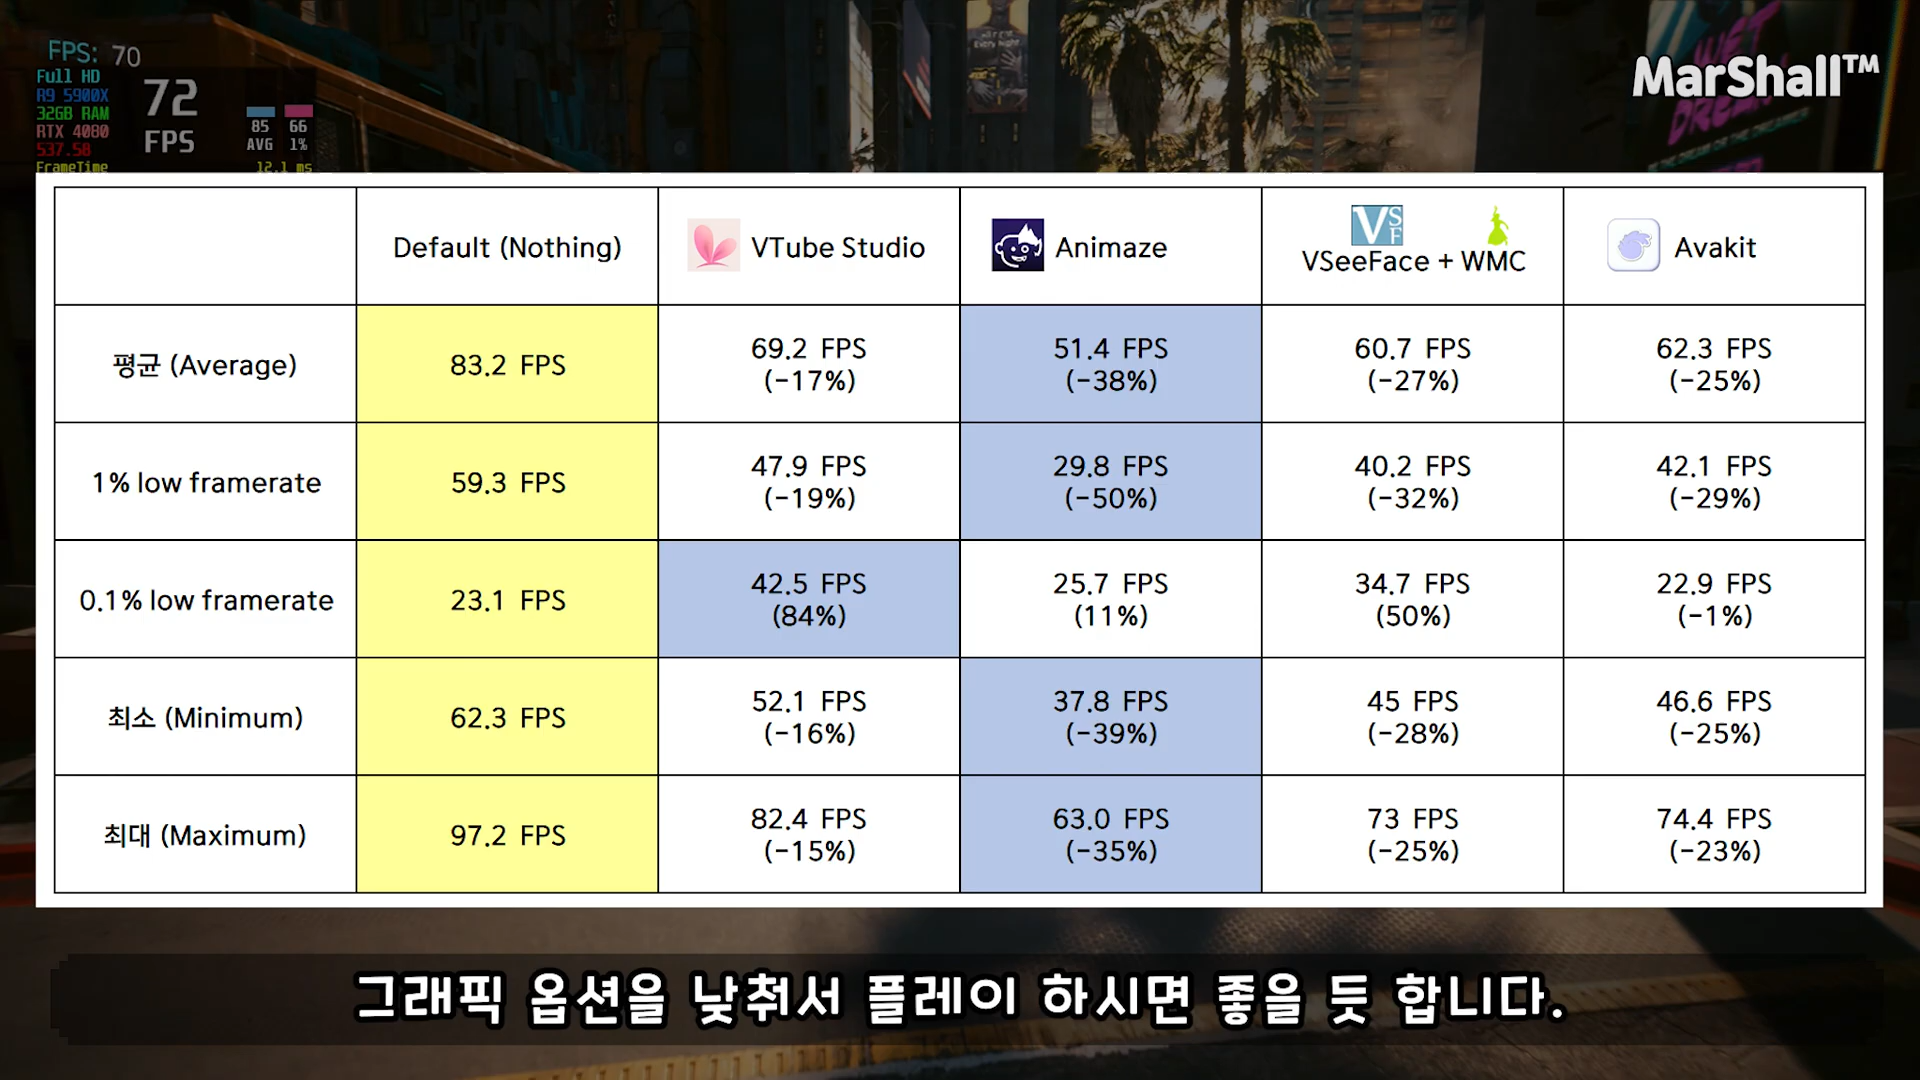 FPS: 70
Full HD
R9 5900X
32GB RAM
RTX 4080
537.58
FrameTime
72
FPS
85 66
AVG 1%
12.1 ms
MarShall™
Default (Nothing)
VTube Studio
Animaze
VSF
VSeeFace + WMC
Avakit
평균 (Average)
83.2 FPS
69.2 FPS
(-17%)
51.4 FPS
(-38%)
60.7 FPS
(-27%)
62.3 FPS
(-25%)
1% low framerate
59.3 FPS
47.9 FPS
(-19%)
29.8 FPS
(-50%)
40.2 FPS
(-32%)
42.1 FPS
(-29%)
0.1% low framerate
23.1 FPS
42.5 FPS
(84%)
25.7 FPS
(11%)
34.7 FPS
(50%)
22.9 FPS
(-1%)
최소 (Minimum)
62.3 FPS
52.1 FPS
(-16%)
37.8 FPS
(-39%)
45 FPS
(-28%)
46.6 FPS
(-25%)
최대 (Maximum)
97.2 FPS
82.4 FPS
(-15%)
63.0 FPS
(-35%)
73 FPS
(-25%)
74.4 FPS
(-23%)
그래픽 옵션을 낮춰서 플레이 하시면 좋을 듯 합니다.